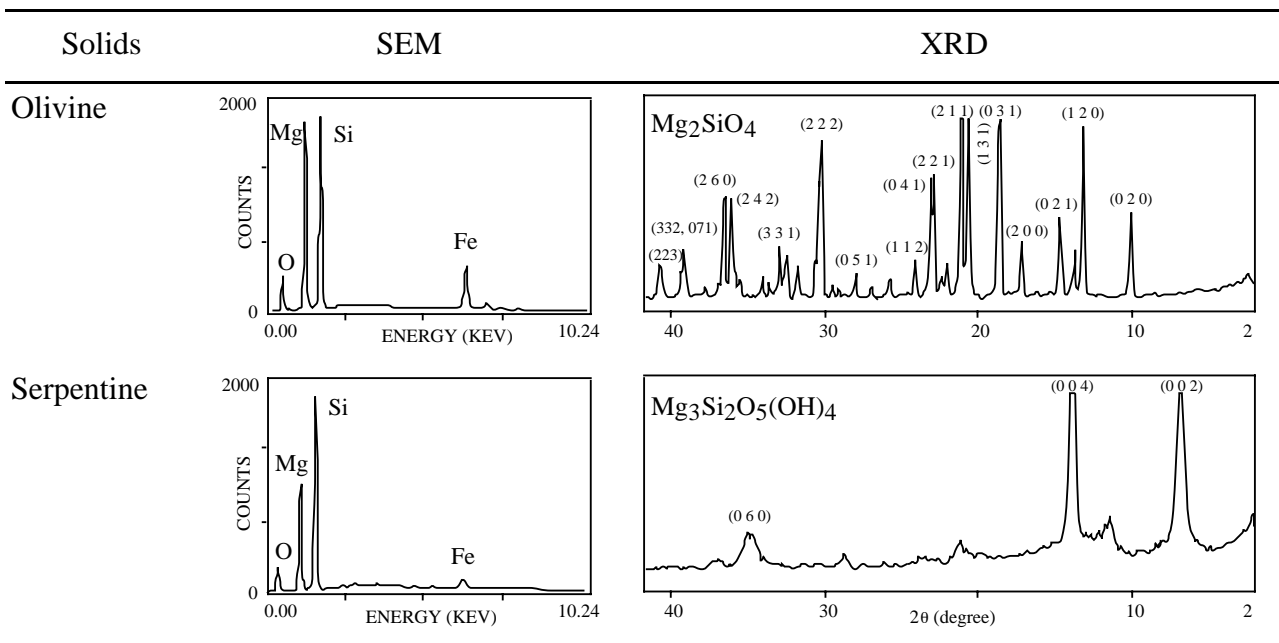 Solids SEM XRD
Olivine
2000
COUNTS
0
Mg
Si
O
Fe
0.00 10.24
ENERGY (KEV)
Mg2SiO4
(223)
(332, 071)
(2 6 0)
(2 4 2)
(3 3 1)
(2 2 2)
(0 5 1)
(1 1 2)
(0 4 1)
(2 2 1)
(2 1 1)
(1 3 1)
(0 3 1)
(2 0 0)
(0 2 1)
(1 2 0)
(0 2 0)
40 30 20 10 2
Serpentine
2000
COUNTS
0
Si
Mg
O
Fe
0.00 10.24
ENERGY (KEV)
Mg3Si2O5(OH)4
(0 6 0)
(0 0 4)
(0 0 2)
40 30 20 10 2
2θ (degree)